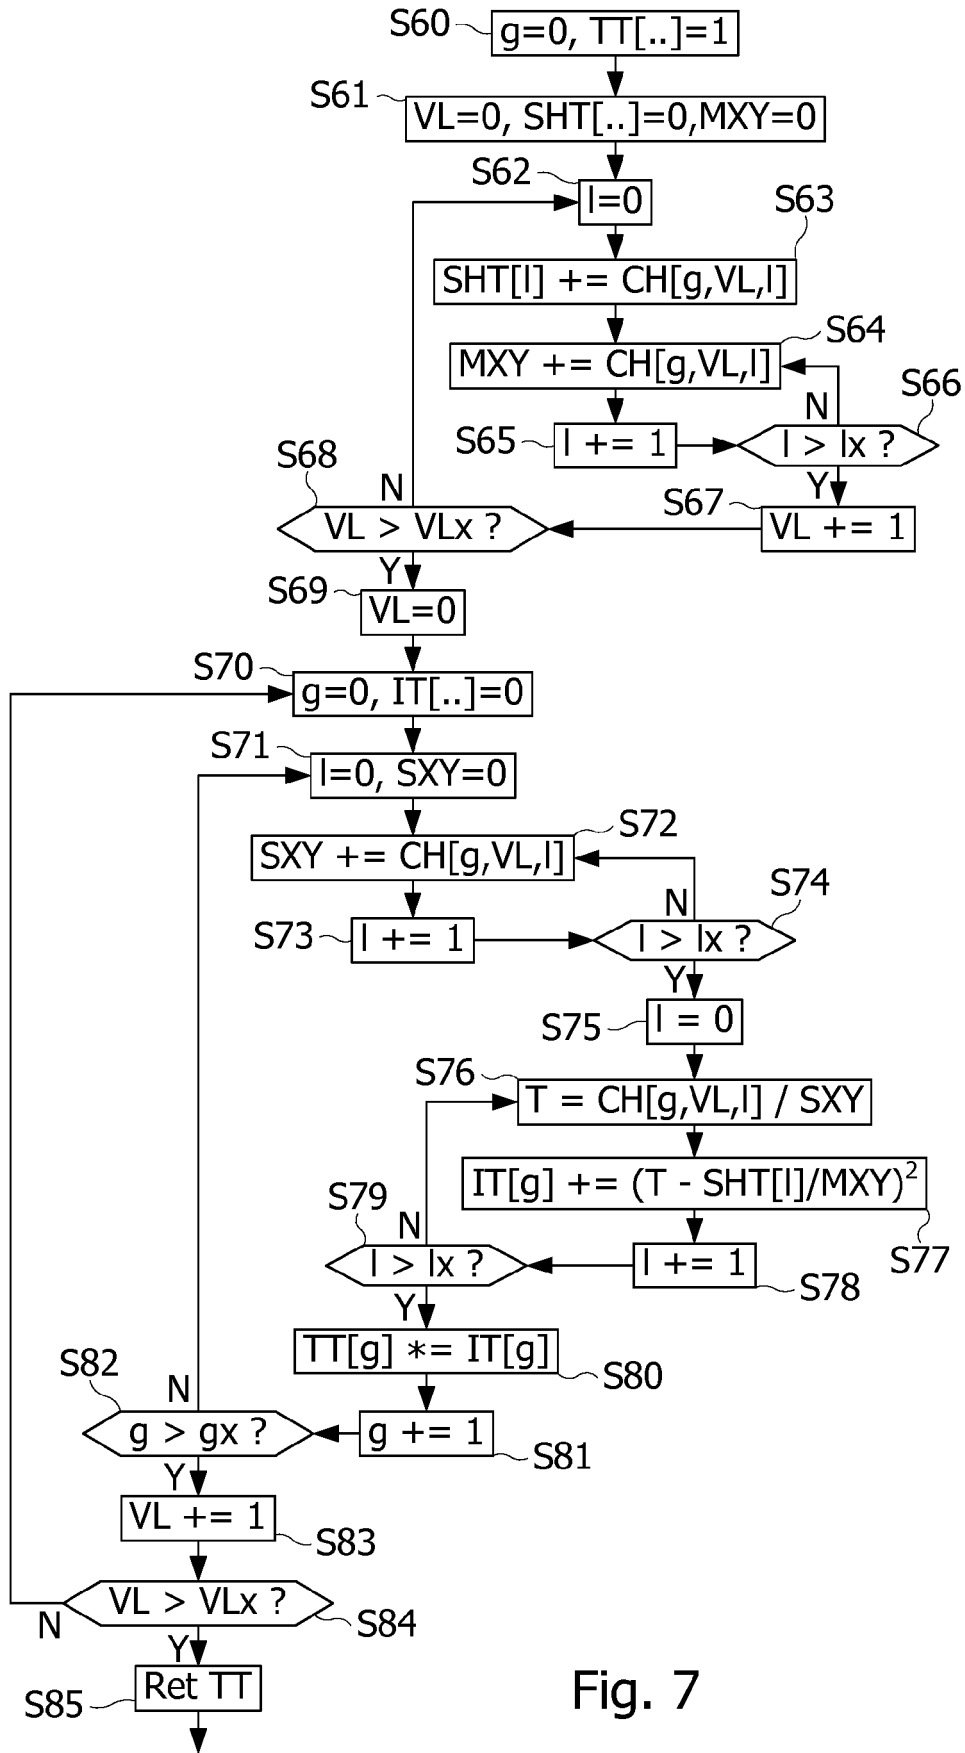 S60
g=0, TT[..]=1
S61
VL=0, SHT[..]=0,MXY=0
S62
l=0
S63
SHT[l] += CH[g,VL,l]
S64
MXY += CH[g,VL,l]
S65
l += 1
S66
l > lx ?
N
Y
S67
VL += 1
S68
N
VL > VLx ?
Y
S69
VL=0
S70
g=0, IT[..]=0
S71
l=0, SXY=0
S72
SXY += CH[g,VL,l]
S73
l += 1
S74
N
l > lx ?
Y
S75
l = 0
S76
T = CH[g,VL,l] / SXY
IT[g] += (T - SHT[l]/MXY)²
S77
l += 1
S78
S79
N
l > lx ?
Y
TT[g] *= IT[g]
S80
g += 1
S81
S82
N
g > gx ?
Y
VL += 1
S83
VL > VLx ?
N
S84
Y
Ret TT
S85
Fig. 7